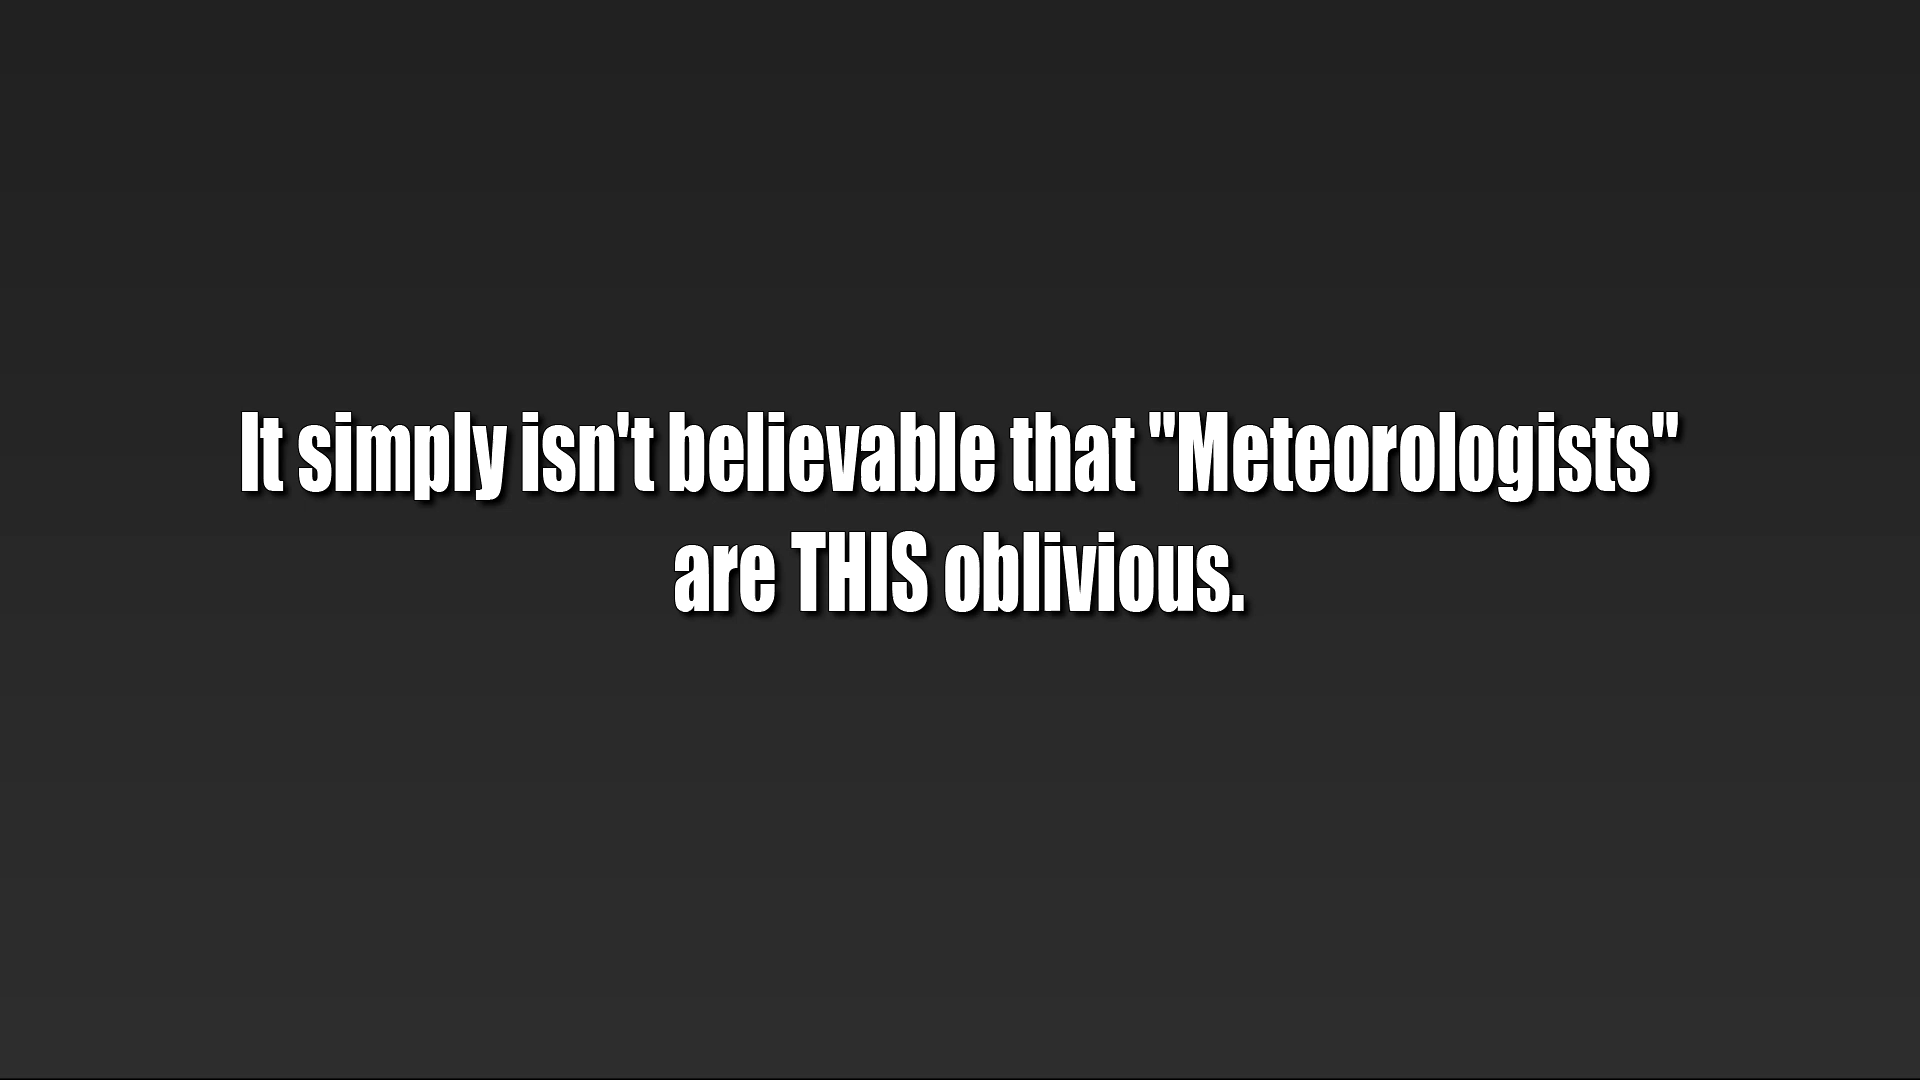 It simply isn't believable that "Meteorologists"
are THIS oblivious.